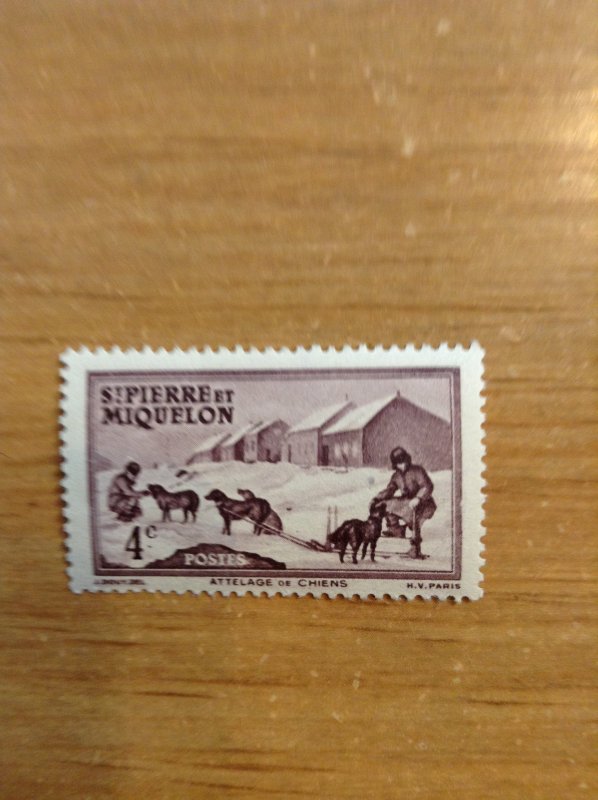 ST PIERRE ET
MIQUELON
4c
POSTES
ATTELAGE DE CHIENS
H.V. PARIS